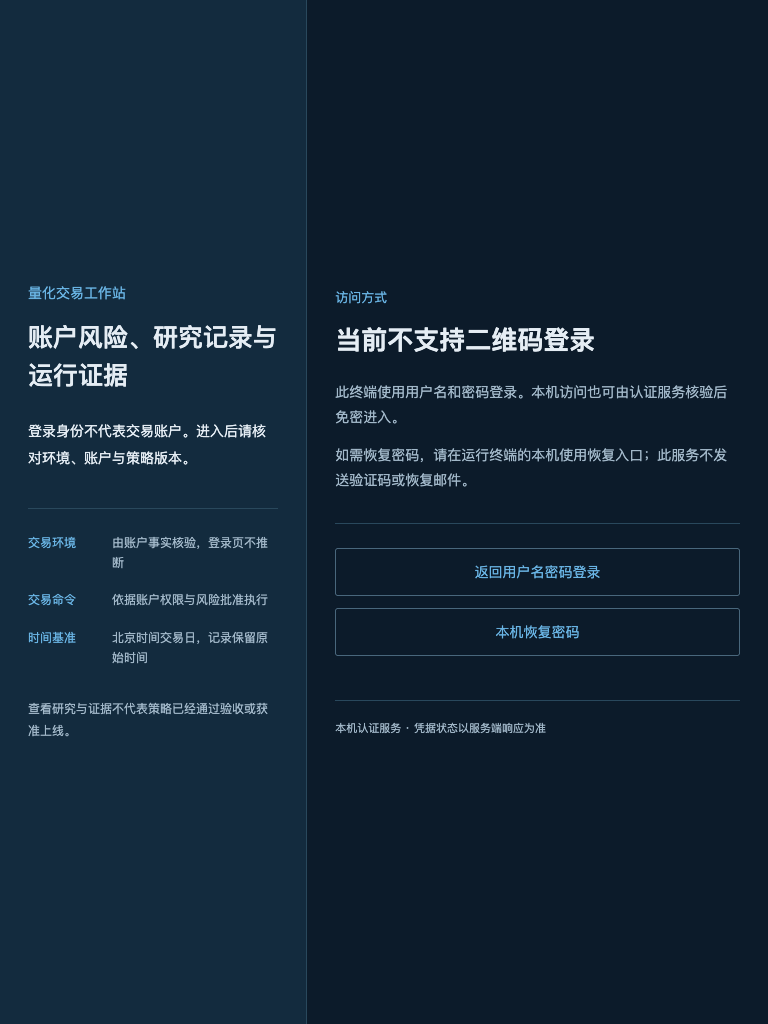 量化交易工作站
账户风险、研究记录与
运行证据
登录身份不代表交易账户。进入后请核
对环境、账户与策略版本。
交易环境 由账户事实核验，登录页不推
断
交易命令 依据账户权限与风险批准执行
时间基准 北京时间交易日，记录保留原
始时间
查看研究与证据不代表策略已经通过验收或获
准上线。
访问方式
当前不支持二维码登录
此终端使用用户名和密码登录。本机访问也可由认证服务核验后
免密进入。
如需恢复密码，请在运行终端的本机使用恢复入口；此服务不发
送验证码或恢复邮件。
返回用户名密码登录
本机恢复密码
本机认证服务 · 凭据状态以服务端响应为准